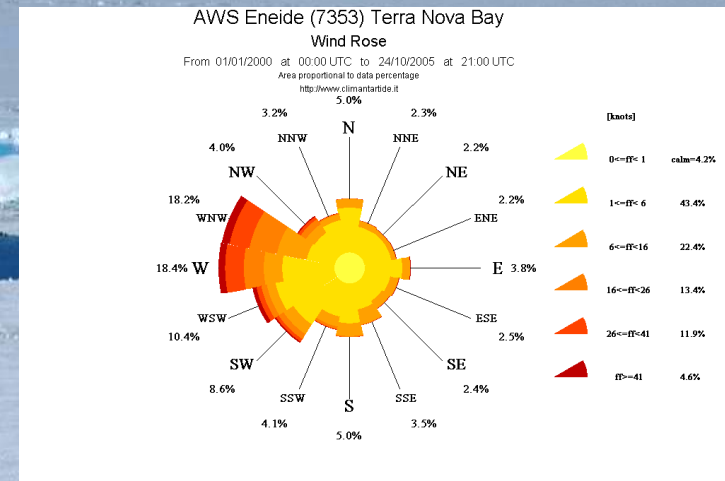 AWS Eneide (7353) Terra Nova Bay
Wind Rose
From 01/01/2000 at 00:00 UTC to 24/10/2005 at 21:00 UTC
Area proportional to data percentage
http://www.climantartide.it
5.0%
N
2.3%
NNE
2.2%
NE
2.2%
ENE
E 3.8%
ESE
2.5%
SE
2.4%
SSE
3.5%
S
5.0%
SSW
4.1%
SW
8.6%
WSW
10.4%
18.4% W
18.2%
WNW
4.0%
NW
3.2%
NNW
[knots]
0<=ff< 1 calm=4.2%
1<=ff< 6 43.4%
6<=ff<16 22.4%
16<=ff<26 13.4%
26<=ff<41 11.9%
ff>=41 4.6%